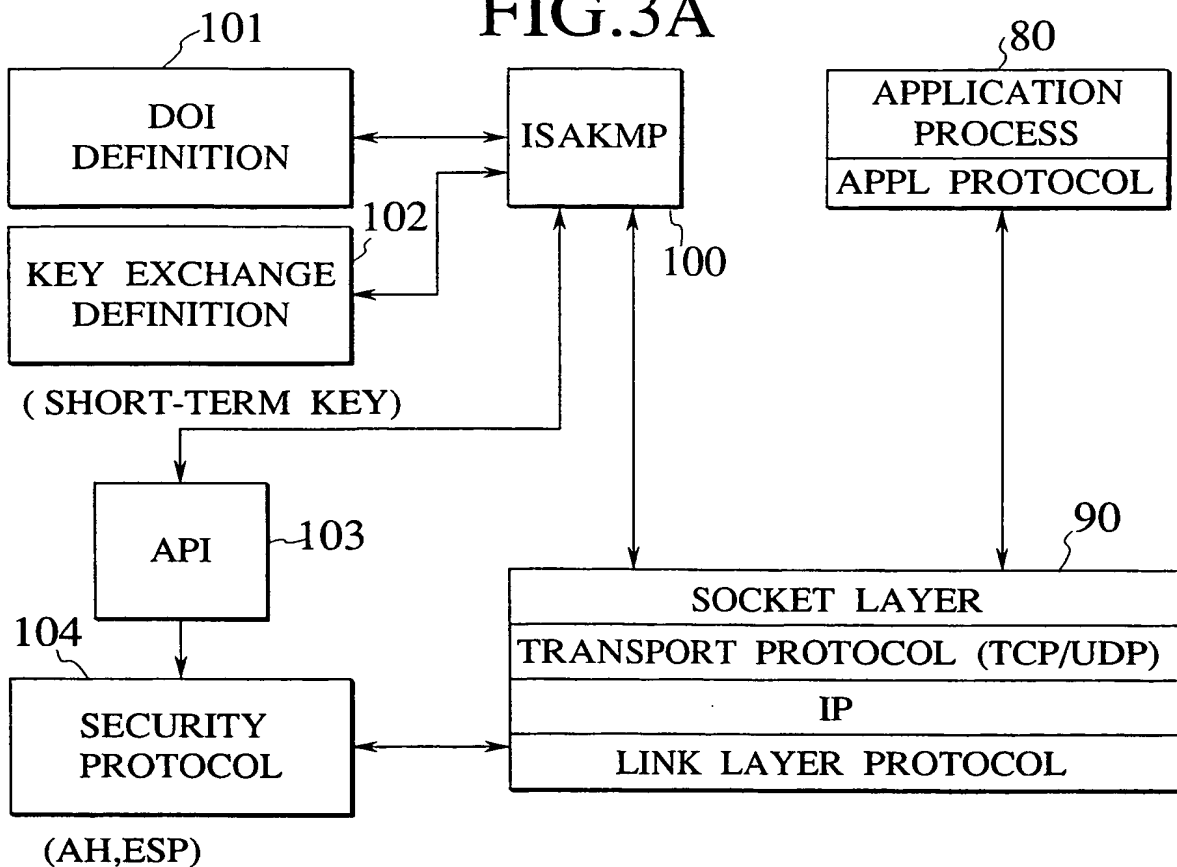 FIG.3A
101
DOI
DEFINITION
ISAKMP
100
80
APPLICATION
PROCESS
APPL PROTOCOL
102
KEY EXCHANGE
DEFINITION
( SHORT-TERM KEY)
API
103
104
SECURITY
PROTOCOL
(AH,ESP)
90
SOCKET LAYER
TRANSPORT PROTOCOL (TCP/UDP)
IP
LINK LAYER PROTOCOL